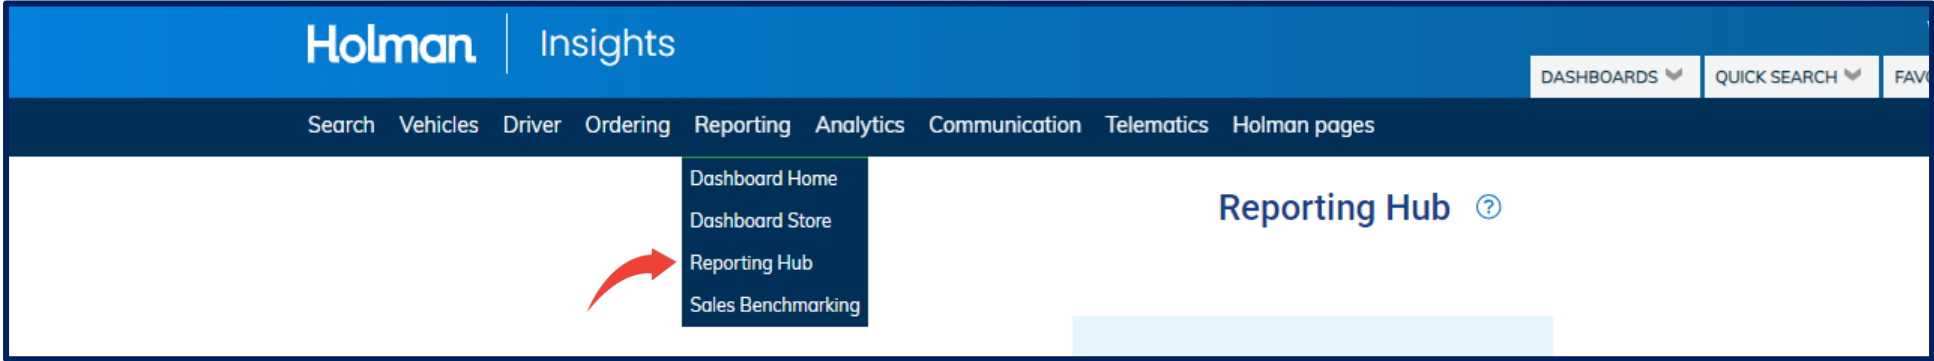 Holman Insights
DASHBOARDS QUICK SEARCH
Search Vehicles Driver Ordering Reporting Analytics Communication Telematics Holman pages
Dashboard Home
Dashboard Store
Reporting Hub
Sales Benchmarking
Reporting Hub ?